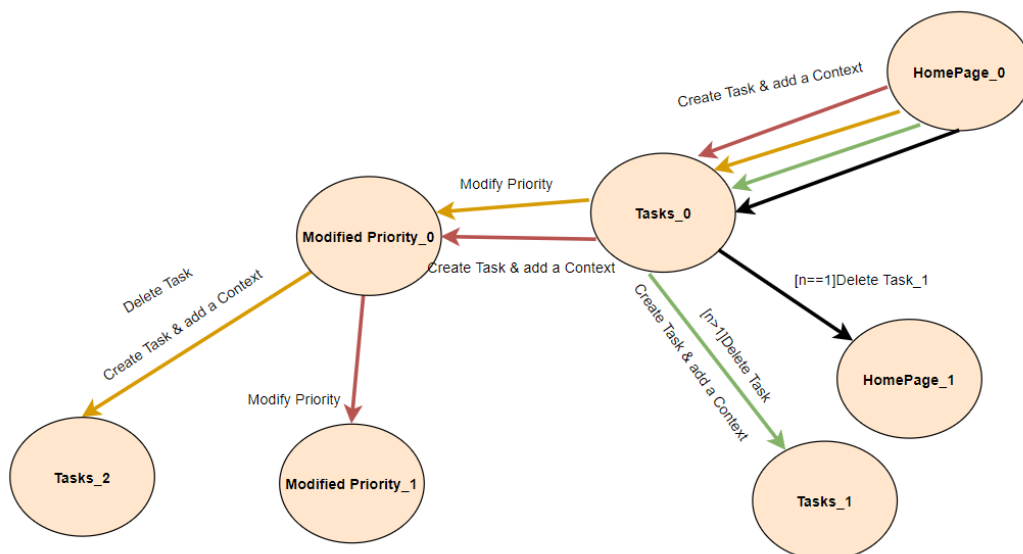 HomePage_0
Create Task & add a Context
Modify Priority
Tasks_0
Modified Priority_0
Create Task & add a Context
Delete Task
Create Task & add a Context
[n>1]Delete Task
Create Task & add a Context
[n==1]Delete Task_1
HomePage_1
Modify Priority
Tasks_2
Modified Priority_1
Tasks_1